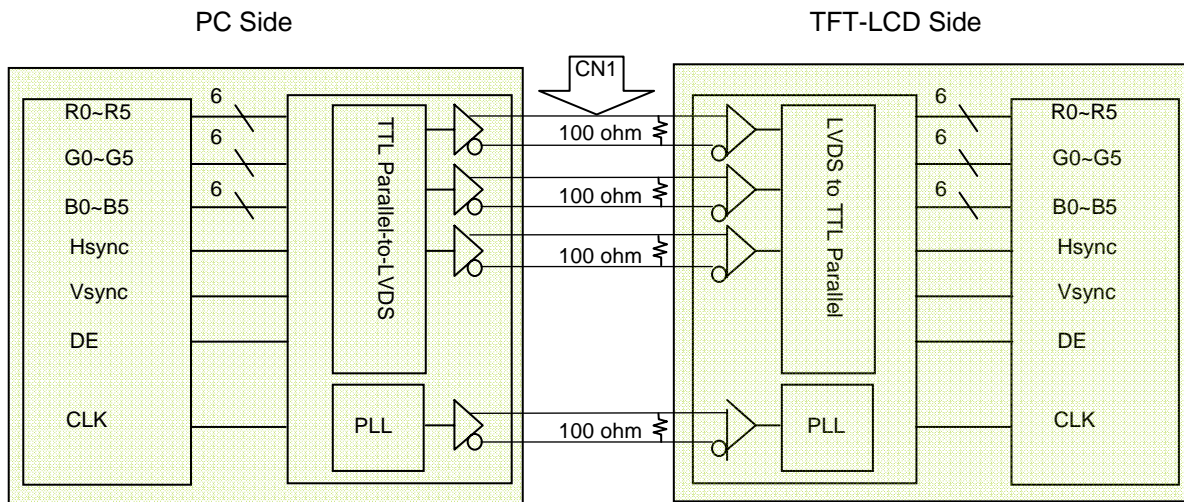 PC Side
TFT-LCD Side
CN1
R0~R5
6
G0~G5
6
B0~B5
6
Hsync
Vsync
DE
CLK
TTL Parallel-to-LVDS
PLL
100 ohm
100 ohm
100 ohm
100 ohm
LVDS to TTL Parallel
PLL
6
R0~R5
6
G0~G5
6
B0~B5
Hsync
Vsync
DE
CLK